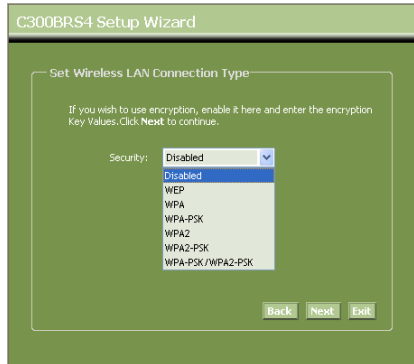 C300BRS4 Setup Wizard
Set Wireless LAN Connection Type
If you wish to use encryption, enable it here and enter the encryption
Key Values.Click Next to continue.
Security: Disabled
Disabled
WEP
WPA
WPA-PSK
WPA2
WPA2-PSK
WPA-PSK/WPA2-PSK
Back Next Exit